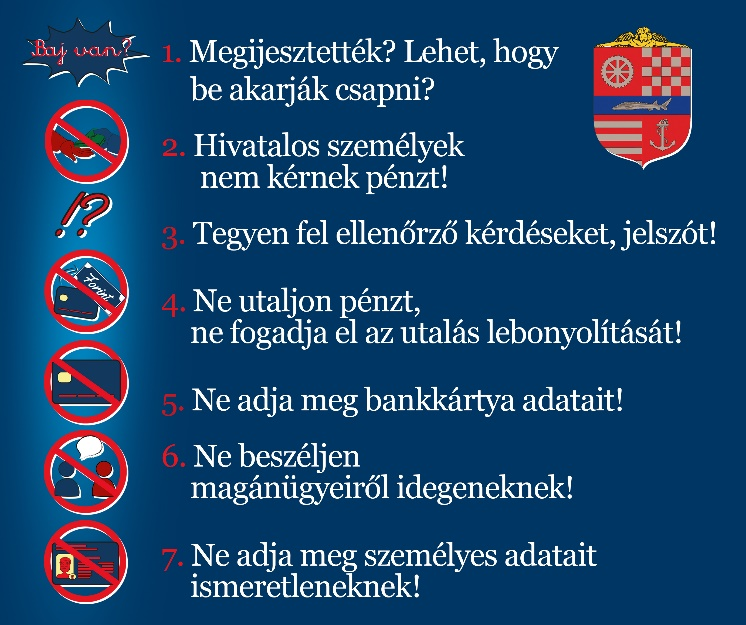 Baj van?
1. Megijesztették? Lehet, hogy
be akarják csapni?
2. Hivatalos személyek
nem kérnek pénzt!
!?
3. Tegyen fel ellenőrző kérdéseket, jelszót!
Forint
4. Ne utaljon pénzt,
ne fogadja el az utalás lebonyolítását!
5. Ne adja meg bankkártya adatait!
6. Ne beszéljen
magánügyeiről idegeneknek!
7. Ne adja meg személyes adatait
ismeretleneknek!